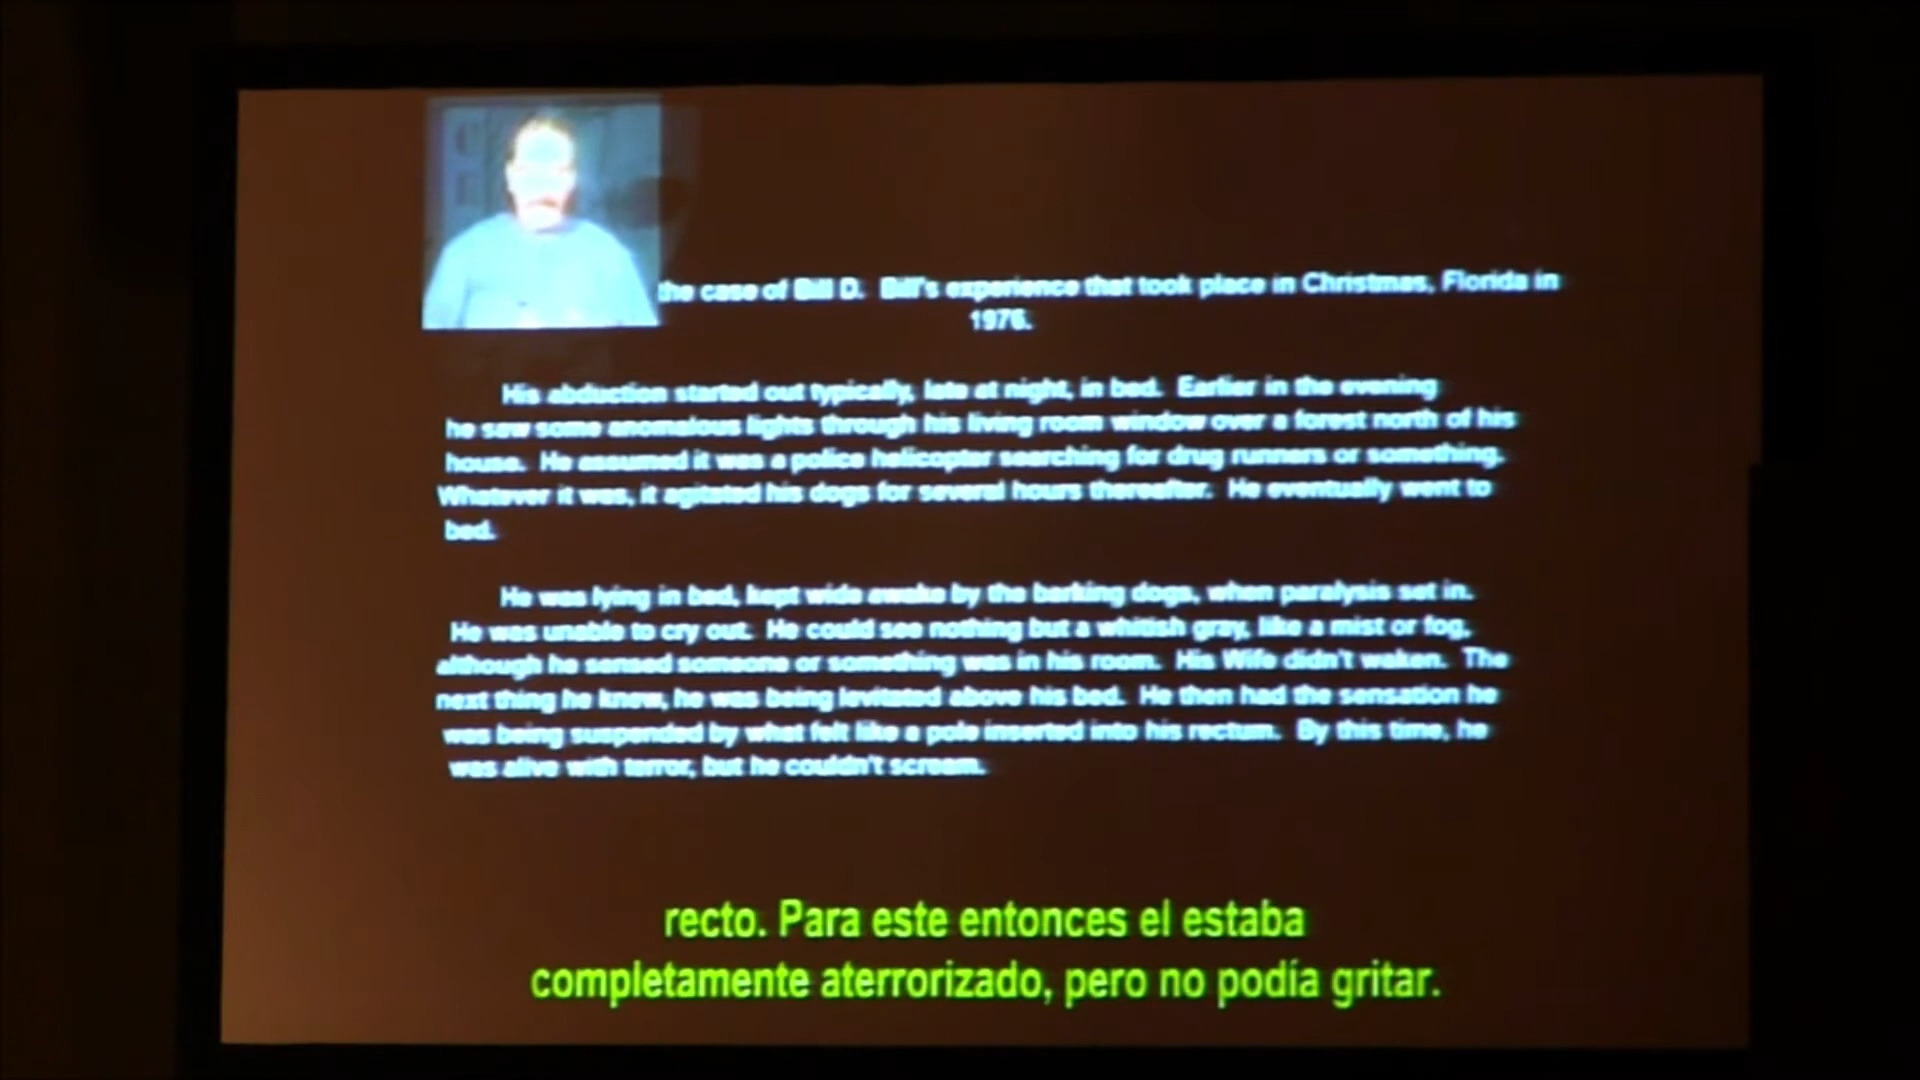 the case of Bill D. Bill's experience that took place in Christmas, Florida in
1976.
His abduction started out typically, late at night, in bed. Earlier in the evening
he saw some anomalous lights through his living room window over a forest north of his
house. He assumed it was a police helicopter searching for drug runners or something.
Whatever it was, it agitated his dogs for several hours thereafter. He eventually went to
bed.
He was lying in bed, kept wide awake by the barking dogs, when paralysis set in.
He was unable to cry out. He could see nothing but a whitish gray, like a mist or fog,
although he sensed someone or something was in his room. His Wife didn't waken. The
next thing he knew, he was being levitated above his bed. He then had the sensation he
was being suspended by what felt like a pole inserted into his rectum. By this time, he
was alive with terror, but he couldn't scream.
recto. Para este entonces el estaba
completamente aterrorizado, pero no podía gritar.